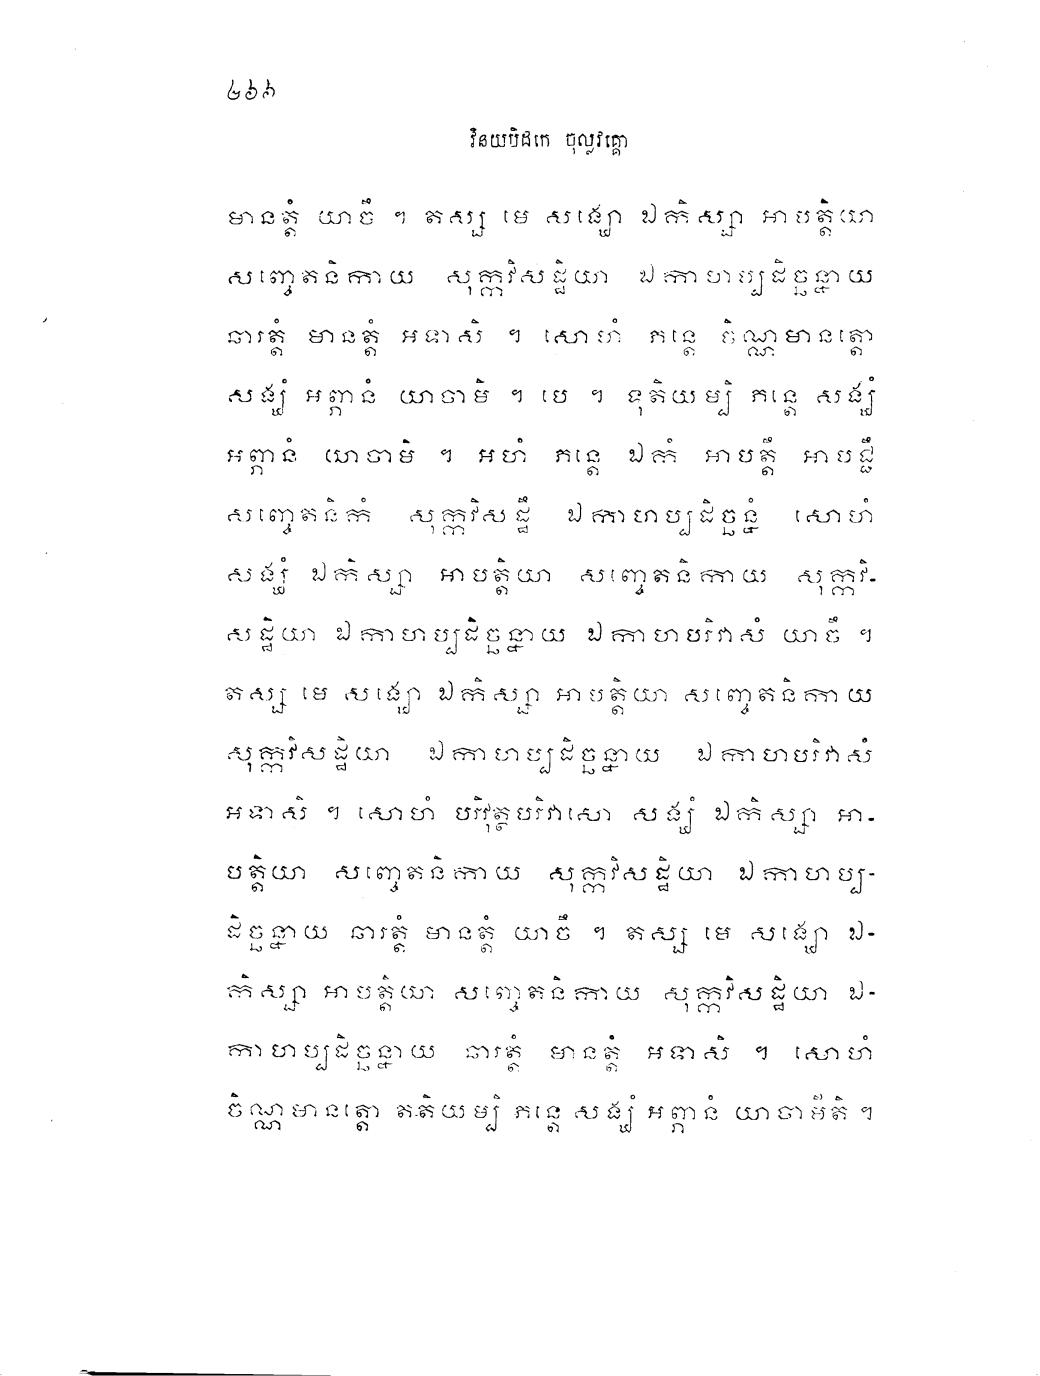 ៤៦៦
វិនយបិដកេ ចុល្លវគ្គោ
មានត្តំ យាចឹ ។ តស្ស មេ សង្ឃោ ឯកិស្សា អាបត្តិយា
សញ្ចេតនិកាយ សុក្កវិសដ្ឋិយា ឯកាហប្បដិច្ឆន្នាយ
ឆារត្តំ មានត្តំ អទាសិ ។ សោហំ ភន្តេ ចិណ្ណមានត្តោ
សង្ឃំ អព្ភានំ យាចាមិ ។ បេ ។ ទុតិយម្បិ ភន្តេ សង្ឃំ
អព្ភានំ យាចាមិ ។ អហំ ភន្តេ ឯកំ អាបត្តឹ អាបជ្ជឹ
សញ្ចេតនិកំ សុក្កវិសដ្ឋឹ ឯកាហប្បដិច្ឆន្នំ សោហំ
សង្ឃំ ឯកិស្សា អាបត្តិយា សញ្ចេតនិកាយ សុក្កវិ-
សដ្ឋិយា ឯកាហប្បដិច្ឆន្នាយ ឯកាហបរិវាសំ យាចឹ ។
តស្ស មេ សង្ឃោ ឯកិស្សា អាបត្តិយា សញ្ចេតនិកាយ
សុក្កវិសដ្ឋិយា ឯកាហប្បដិច្ឆន្នាយ ឯកាហបរិវាសំ
អទាសិ ។ សោហំ បរិវុត្ថបរិវាសោ សង្ឃំ ឯកិស្សា អា-
បត្តិយា សញ្ចេតនិកាយ សុក្កវិសដ្ឋិយា ឯកាហប្ប-
ដិច្ឆន្នាយ ឆារត្តំ មានត្តំ យាចឹ ។ តស្ស មេ សង្ឃោ ឯ-
កិស្សា អាបត្តិយា សញ្ចេតនិកាយ សុក្កវិសដ្ឋិយា ឯ-
កាហប្បដិច្ឆន្នាយ ឆារត្តំ មានត្តំ អទាសិ ។ សោហំ
ចិណ្ណមានត្តោ តតិយម្បិ ភន្តេ សង្ឃំ អព្ភានំ យាចាមីតិ ។